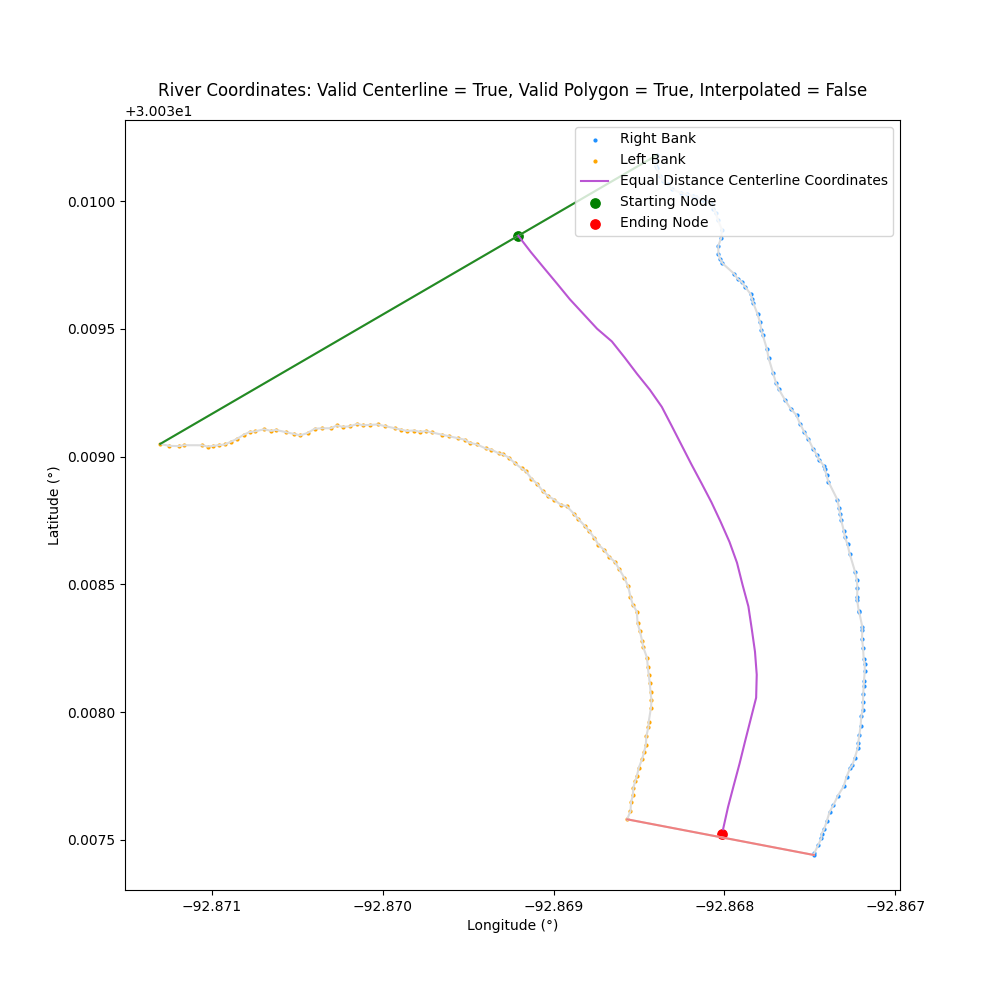 River Coordinates: Valid Centerline = True, Valid Polygon = True, Interpolated = False
+3.003e1
Right Bank
Left Bank
Equal Distance Centerline Coordinates
Starting Node
Ending Node
0.0100
0.0095
0.0090
0.0085
0.0080
0.0075
Latitude (°)
−92.871
−92.870
−92.869
−92.868
−92.867
Longitude (°)